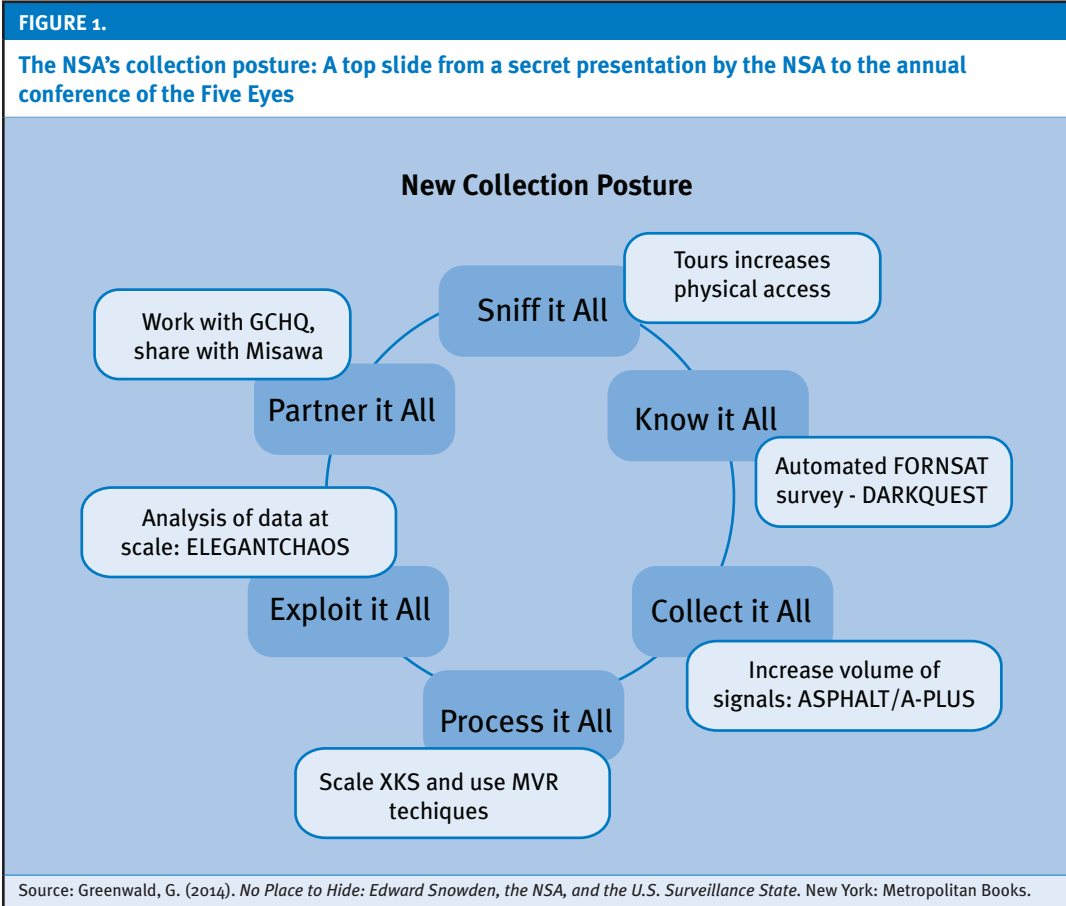 FIGURE 1.
The NSA's collection posture: A top slide from a secret presentation by the NSA to the annual
conference of the Five Eyes
New Collection Posture
Sniff it All
Tours increases
physical access
Know it All
Automated FORNSAT
survey - DARKQUEST
Collect it All
Increase volume of
signals: ASPHALT/A-PLUS
Process it All
Scale XKS and use MVR
techiques
Exploit it All
Analysis of data at
scale: ELEGANTCHAOS
Partner it All
Work with GCHQ,
share with Misawa
Source: Greenwald, G. (2014). No Place to Hide: Edward Snowden, the NSA, and the U.S. Surveillance State. New York: Metropolitan Books.